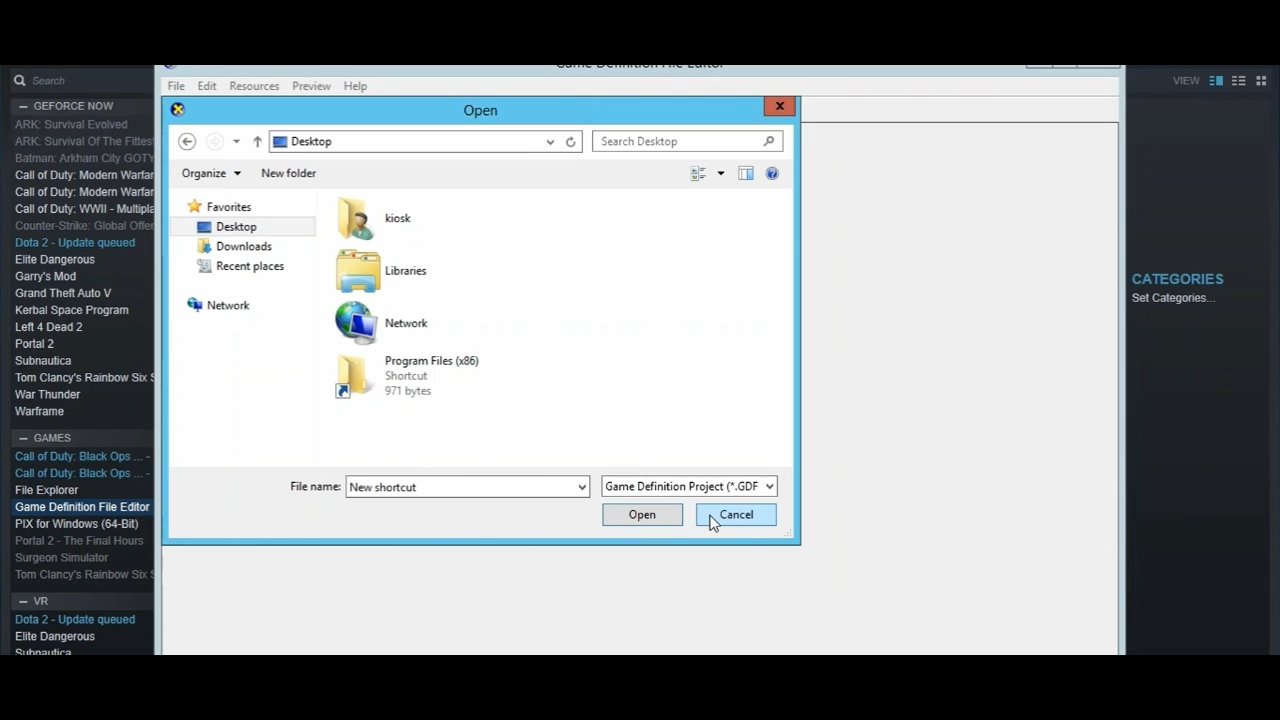 Game Definition File Editor
Search
File Edit Resources Preview Help
VIEW
Open
GEFORCE NOW
ARK: Survival Evolved
ARK: Survival Of The Fittest
Batman: Arkham City GOTY
Call of Duty: Modern Warfar
Call of Duty: Modern Warfar
Call of Duty: WWII - Multipla
Counter-Strike: Global Offen
Dota 2 - Update queued
Elite Dangerous
Garry's Mod
Grand Theft Auto V
Kerbal Space Program
Left 4 Dead 2
Portal 2
Subnautica
Tom Clancy's Rainbow Six S
War Thunder
Warframe
GAMES
Call of Duty: Black Ops ... -
Call of Duty: Black Ops ... -
File Explorer
Game Definition File Editor
PIX for Windows (64-Bit)
Portal 2 - The Final Hours
Surgeon Simulator
Tom Clancy's Rainbow Six S
VR
Dota 2 - Update queued
Elite Dangerous
Subnautica
Desktop
Search Desktop
Organize
New folder
Favorites
Desktop
Downloads
Recent places
Network
kiosk
Libraries
Network
Program Files (x86)
Shortcut
971 bytes
File name: New shortcut
Game Definition Project (*.GDF
Open
Cancel
CATEGORIES
Set Categories...